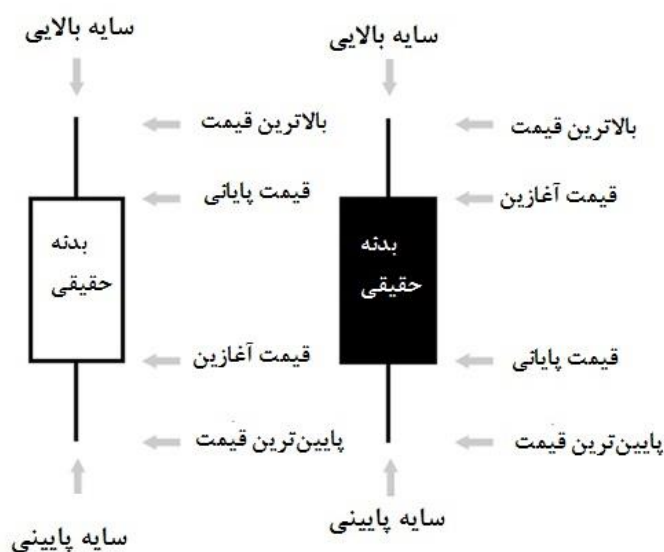 سایه بالایی
بالاترین قیمت
قیمت آغازین
بدنه
حقیقی
قیمت پایانی
پایین‌ترین قیمت
سایه پایینی
سایه بالایی
بالاترین قیمت
قیمت پایانی
بدنه
حقیقی
قیمت آغازین
پایین‌ترین قیمت
سایه پایینی